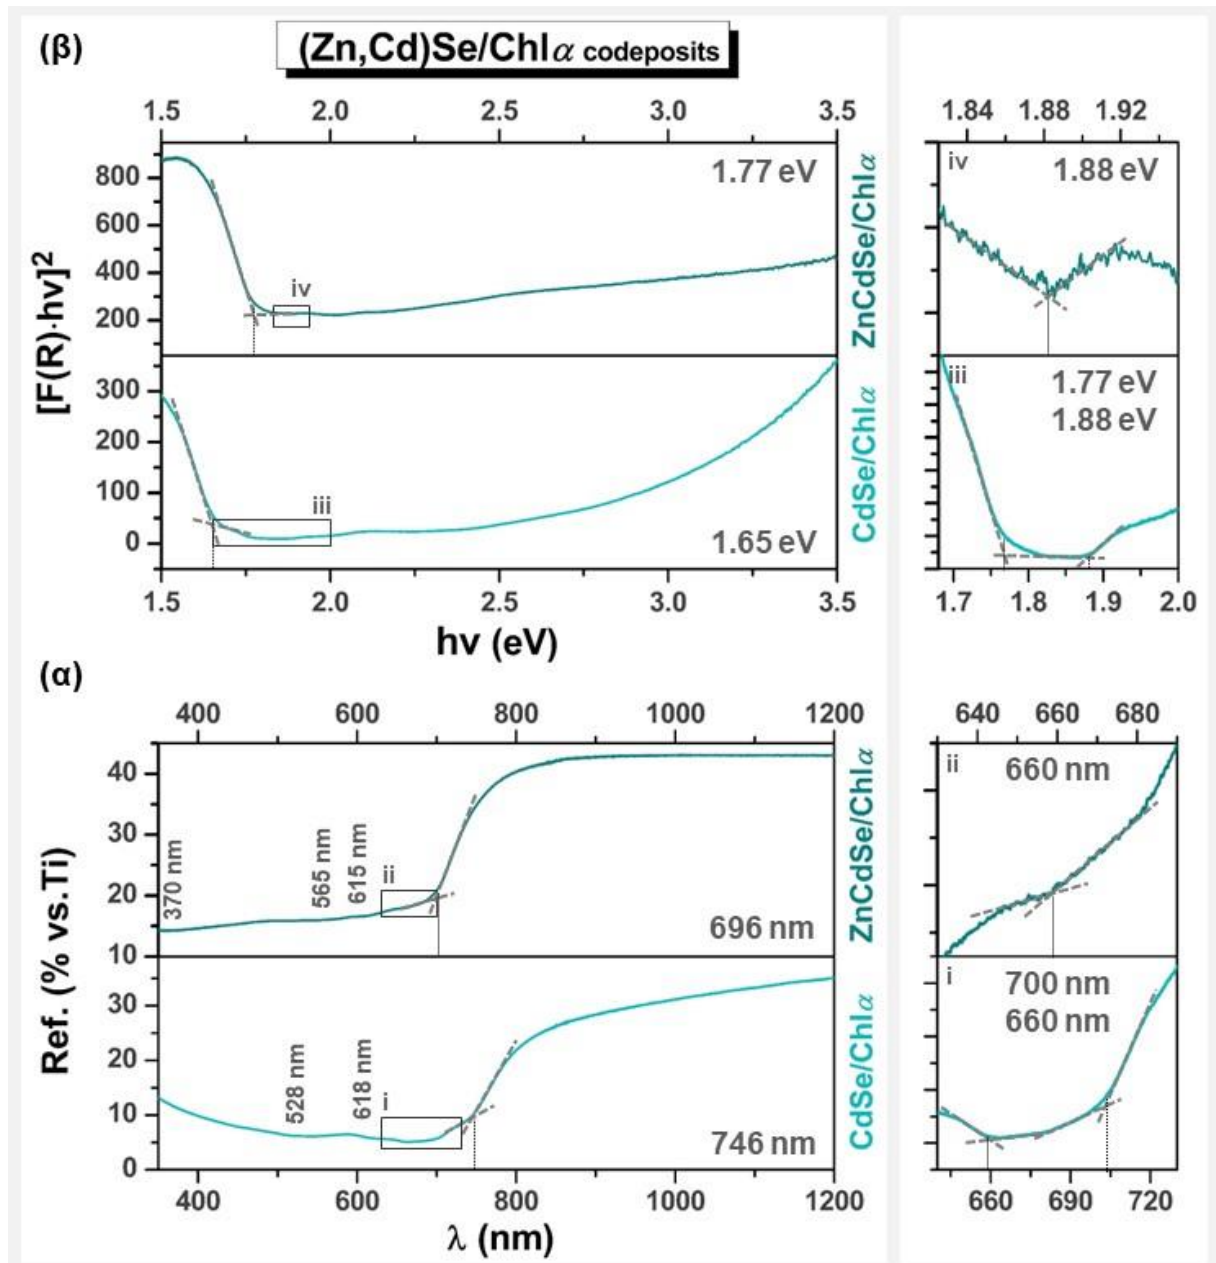 (β)
(Zn,Cd)Se/Chlα codeposits
1.5 2.0 2.5 3.0 3.5
1.84 1.88 1.92
[F(R)·hν]²
800
600
400
200
1.77 eV
iv
ZnCdSe/Chlα
iv
1.88 eV
300
200
100
0
iii
1.65 eV
CdSe/Chlα
iii
1.77 eV
1.88 eV
1.5 2.0 2.5 3.0 3.5
1.7 1.8 1.9 2.0
hν (eV)
(α)
400 600 800 1000 1200
640 660 680
Ref. (% vs.Ti)
40
30
20
10
370 nm
565 nm
615 nm
ii
696 nm
ZnCdSe/Chlα
ii
660 nm
30
20
10
0
528 nm
618 nm
i
746 nm
CdSe/Chlα
i
700 nm
660 nm
400 600 800 1000 1200
660 690 720
λ (nm)